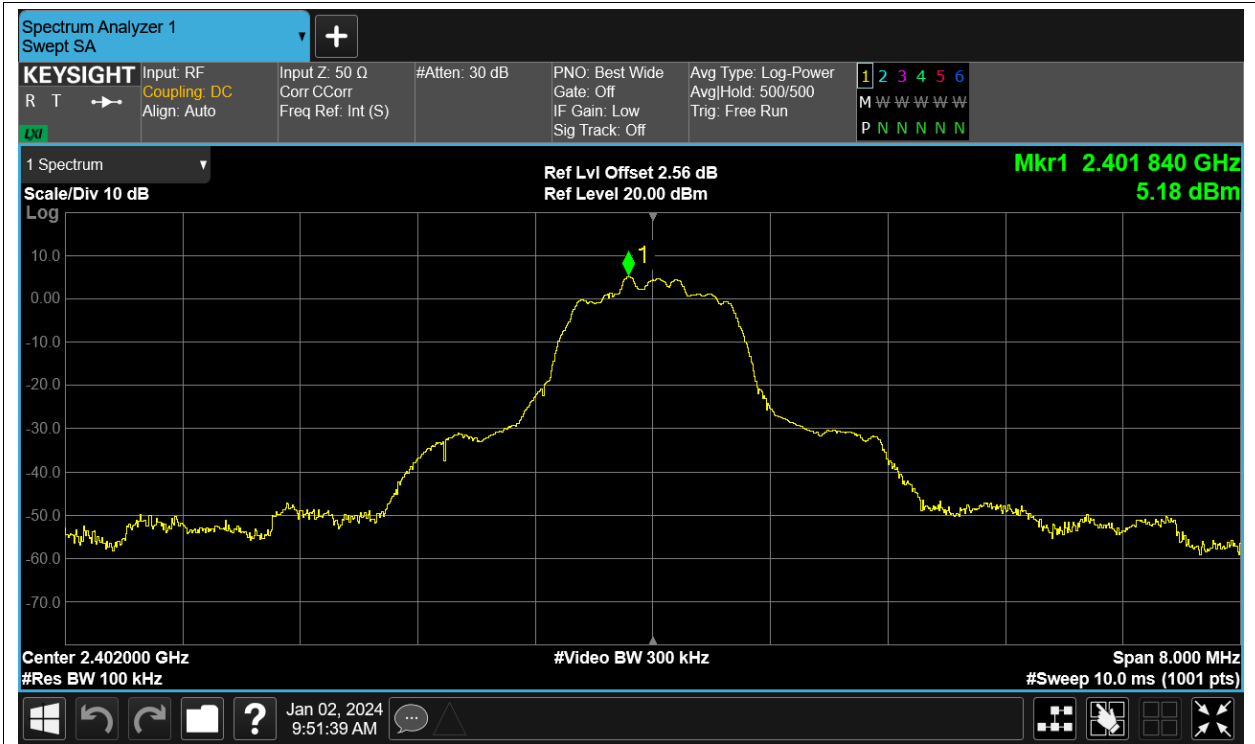 Spectrum Analyzer 1
Swept SA
+
KEYSIGHT
R T
LXI
Input: RF
Coupling: DC
Align: Auto
Input Z: 50 Ω
Corr CCorr
Freq Ref: Int (S)
#Atten: 30 dB
PNO: Best Wide
Gate: Off
IF Gain: Low
Sig Track: Off
Avg Type: Log-Power
Avg|Hold: 500/500
Trig: Free Run
1 2 3 4 5 6
M W W W W W
P N N N N N
1 Spectrum
Scale/Div 10 dB
Log
Ref Lvl Offset 2.56 dB
Ref Level 20.00 dBm
Mkr1 2.401 840 GHz
5.18 dBm
1
10.0
0.00
-10.0
-20.0
-30.0
-40.0
-50.0
-60.0
-70.0
Center 2.402000 GHz
#Res BW 100 kHz
#Video BW 300 kHz
Span 8.000 MHz
#Sweep 10.0 ms (1001 pts)
?
Jan 02, 2024
9:51:39 AM